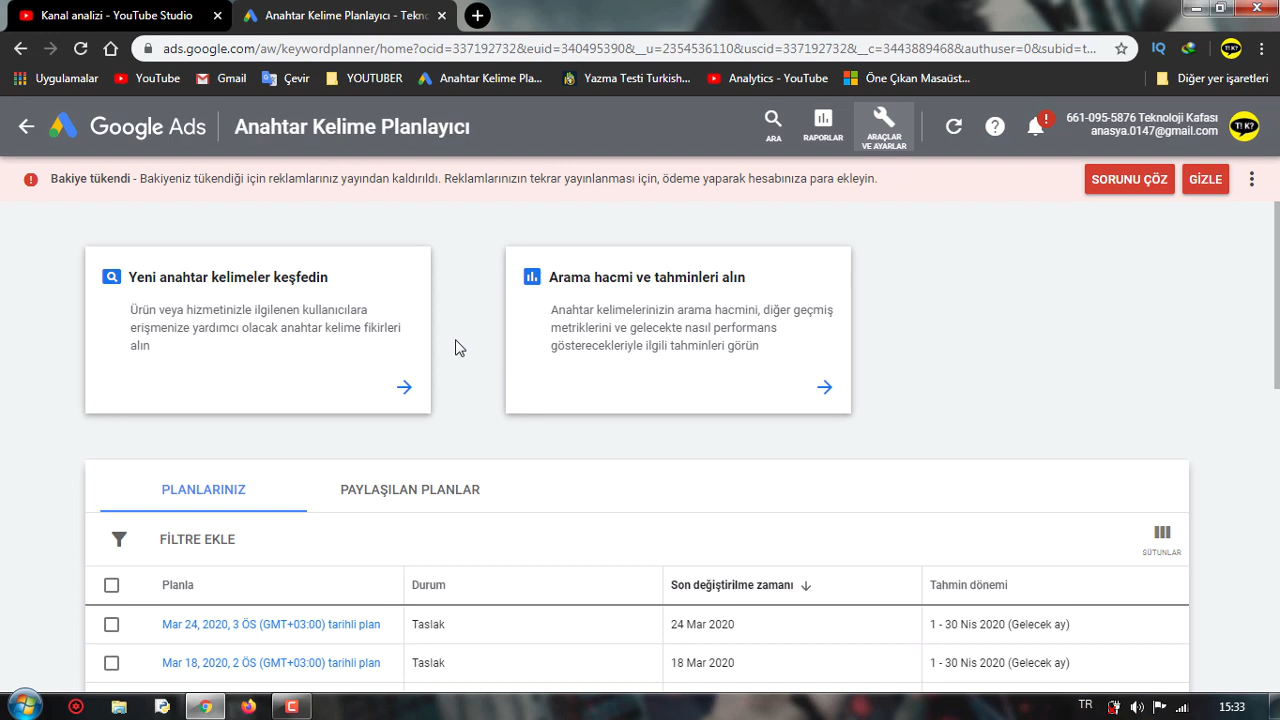 Kanal analizi - YouTube Studio
Anahtar Kelime Planlayıcı - Tekno
ads.google.com/aw/keywordplanner/home?ocid=337192732&euid=340495390&__u=2354536110&uscid=337192732&__c=3443889468&authuser=0&subid=t...
Uygulamalar
YouTube
Gmail
Çevir
YOUTUBER
Anahtar Kelime Pla...
Yazma Testi Turkish...
Analytics - YouTube
Öne Çıkan Masaüst...
Diğer yer işaretleri
Google Ads
Anahtar Kelime Planlayıcı
ARA
RAPORLAR
ARAÇLAR
VE AYARLAR
661-095-5876 Teknoloji Kafası
anasya.0147@gmail.com
T! K?
Bakiye tükendi - Bakiyeniz tükendiği için reklamlarınız yayından kaldırıldı. Reklamlarınızın tekrar yayınlanması için, ödeme yaparak hesabınıza para ekleyin.
SORUNU ÇÖZ
GİZLE
Yeni anahtar kelimeler keşfedin
Ürün veya hizmetinizle ilgilenen kullanıcılara
erişmenize yardımcı olacak anahtar kelime fikirleri
alın
Arama hacmi ve tahminleri alın
Anahtar kelimelerinizin arama hacmini, diğer geçmiş
metriklerini ve gelecekte nasıl performans
göstereceklerıyle ilgili tahminleri görün
PLANLARINIZ
PAYLAŞILAN PLANLAR
FİLTRE EKLE
SÜTUNLAR
Planla
Durum
Son değiştirilme zamanı
Tahmin dönemi
Mar 24, 2020, 3 ÖS (GMT+03:00) tarihli plan
Taslak
24 Mar 2020
1 - 30 Nis 2020 (Gelecek ay)
Mar 18, 2020, 2 ÖS (GMT+03:00) tarihli plan
Taslak
18 Mar 2020
1 - 30 Nis 2020 (Gelecek ay)
TR
15:33